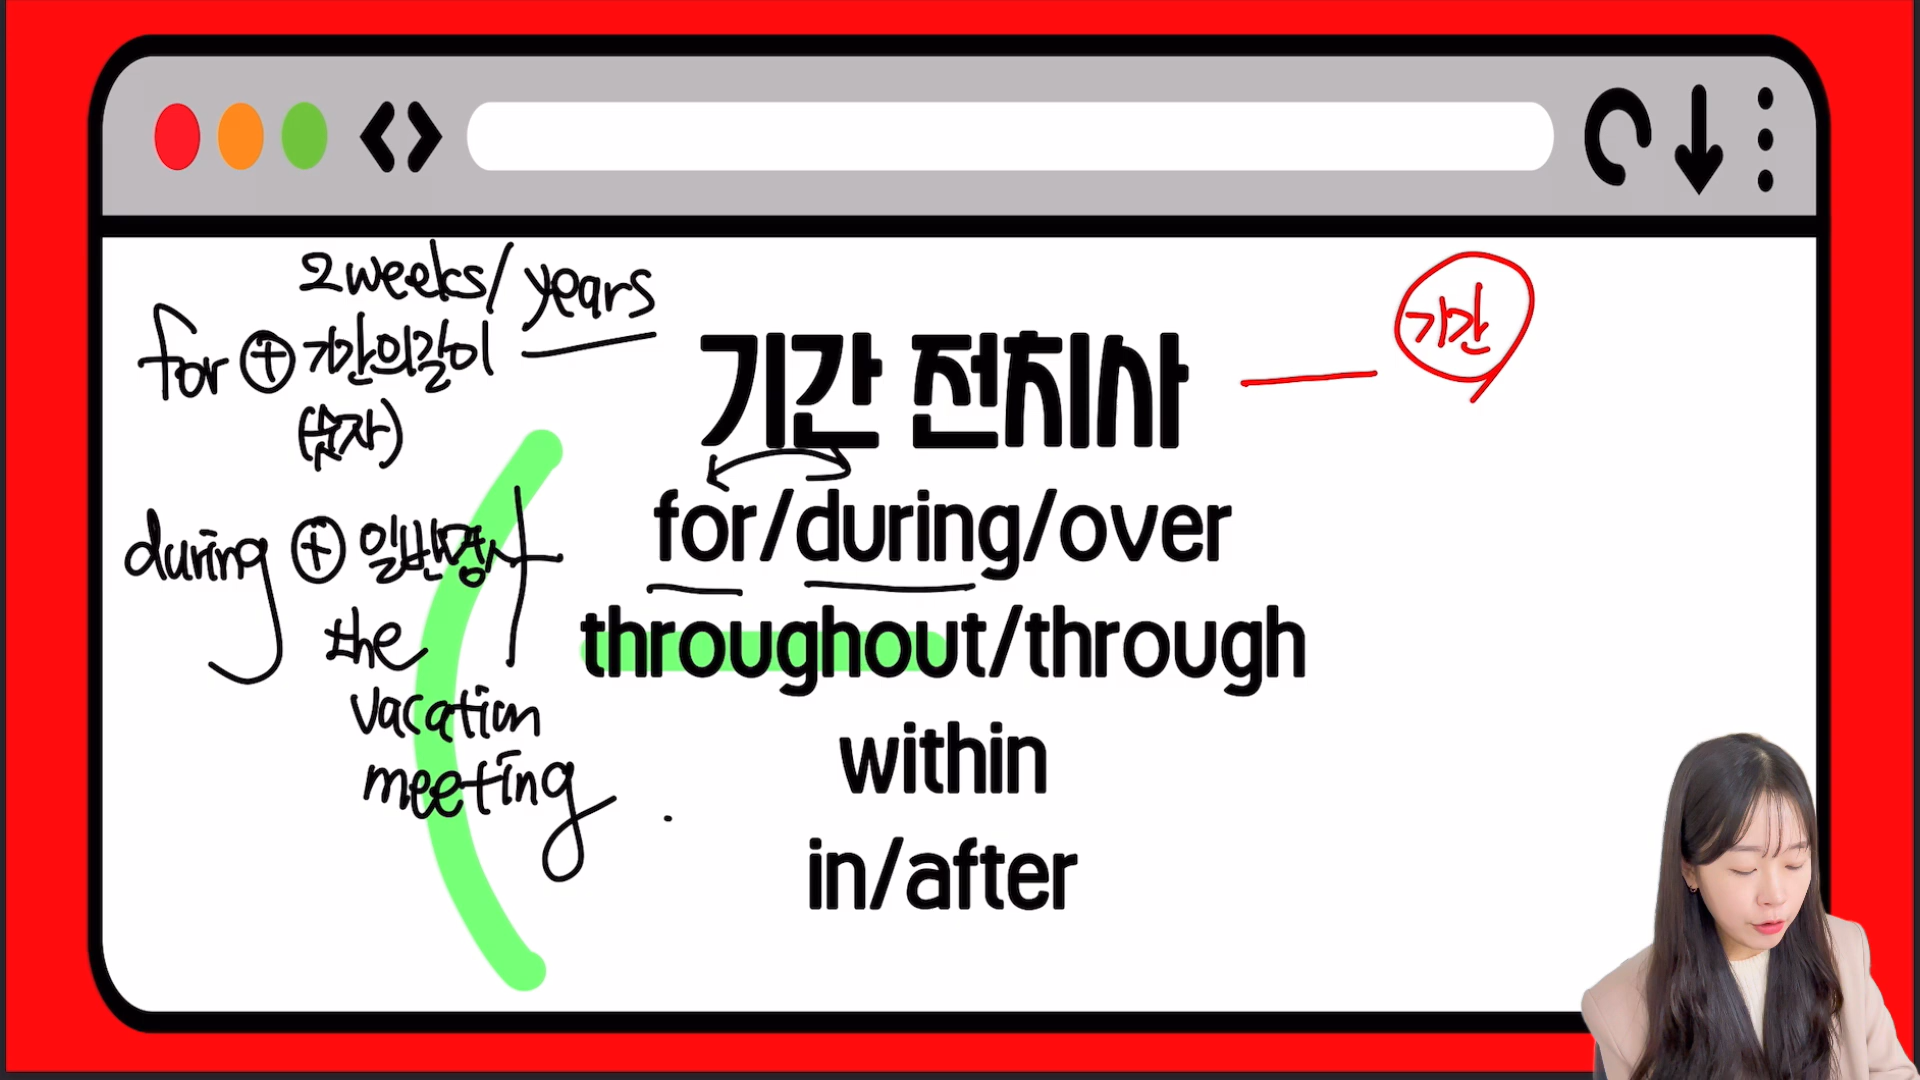 2weeks/years
for + 기간의길이
(숫자)
during + 일반명사
the
vacation
meeting
기간 전치사
for/during/over
throughout/through
within
in/after
기간